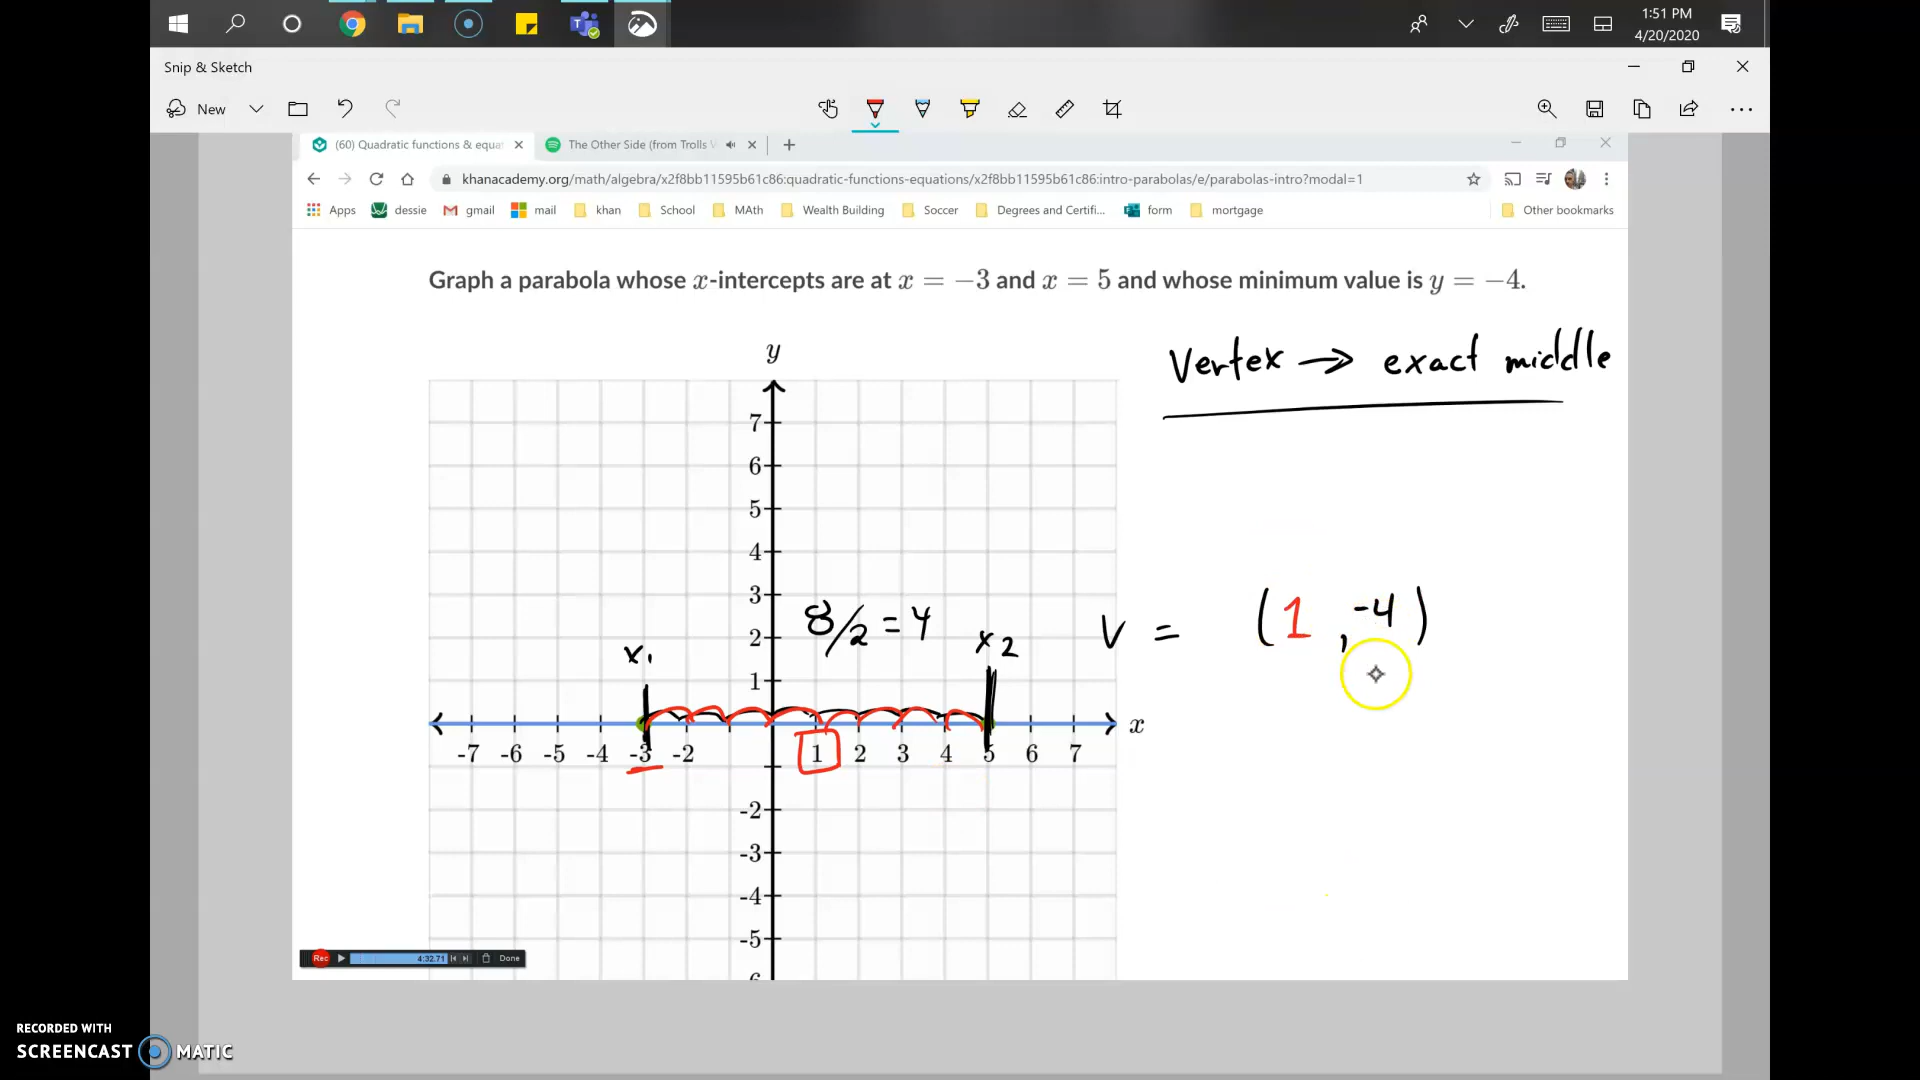 1:51 PM
4/20/2020
Snip & Sketch
New
(60) Quadratic functions & equa
The Other Side (from Trolls W
khanacademy.org/math/algebra/x2f8bb11595b61c86:quadratic-functions-equations/x2f8bb11595b61c86:intro-parabolas/e/parabolas-intro?modal=1
Apps dessie gmail mail khan School MAth Wealth Building Soccer Degrees and Certifi... form mortgage Other bookmarks
Graph a parabola whose x-intercepts are at x = −3 and x = 5 and whose minimum value is y = −4.
Vertex → exact middle
y
7
6
5
4
3
8/2 = 4
V = (1, -4)
2
x1
x2
1
x
-7 -6 -5 -4 -3 -2 1 2 3 4 5 6 7
-2
-3
-4
-5
Rec 4:32.71 Done
RECORDED WITH
SCREENCAST MATIC